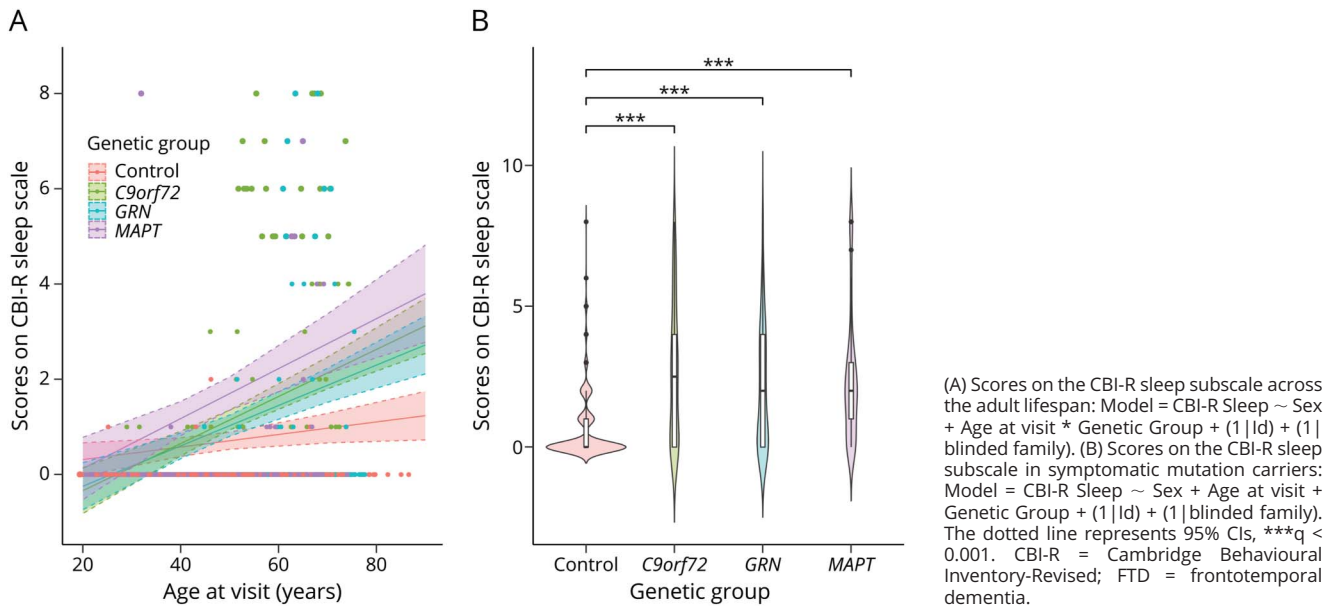 A
Scores on CBI-R sleep scale
8
6
4
2
0
Genetic group
Control
C9orf72
GRN
MAPT
20 40 60 80
Age at visit (years)
B
Scores on CBI-R sleep scale
10
5
0
***
***
***
Control C9orf72 GRN MAPT
Genetic group
(A) Scores on the CBI-R sleep subscale across
the adult lifespan: Model = CBI-R Sleep ~ Sex
+ Age at visit * Genetic Group + (1|Id) + (1|
blinded family). (B) Scores on the CBI-R sleep
subscale in symptomatic mutation carriers:
Model = CBI-R Sleep ~ Sex + Age at visit +
Genetic Group + (1|Id) + (1|blinded family).
The dotted line represents 95% CIs, ***q <
0.001. CBI-R = Cambridge Behavioural
Inventory-Revised; FTD = frontotemporal
dementia.